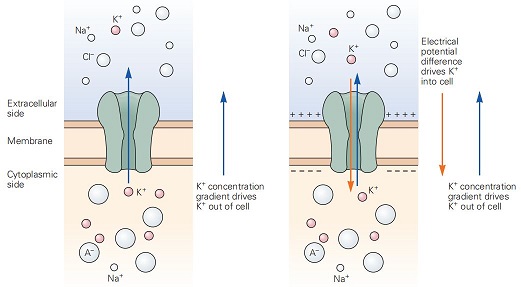 K+
Na+
Cl−
Extracellular
side
Membrane
Cytoplasmic
side
K+
A−
Na+
K+ concentration
gradient drives
K+ out of cell
Na+
K+
Cl−
+ + + +
+ + + +
− − − − −
− − − − −
K+
A−
Na+
Electrical
potential
difference
drives K+
into cell
K+ concentration
gradient drives
K+ out of cell